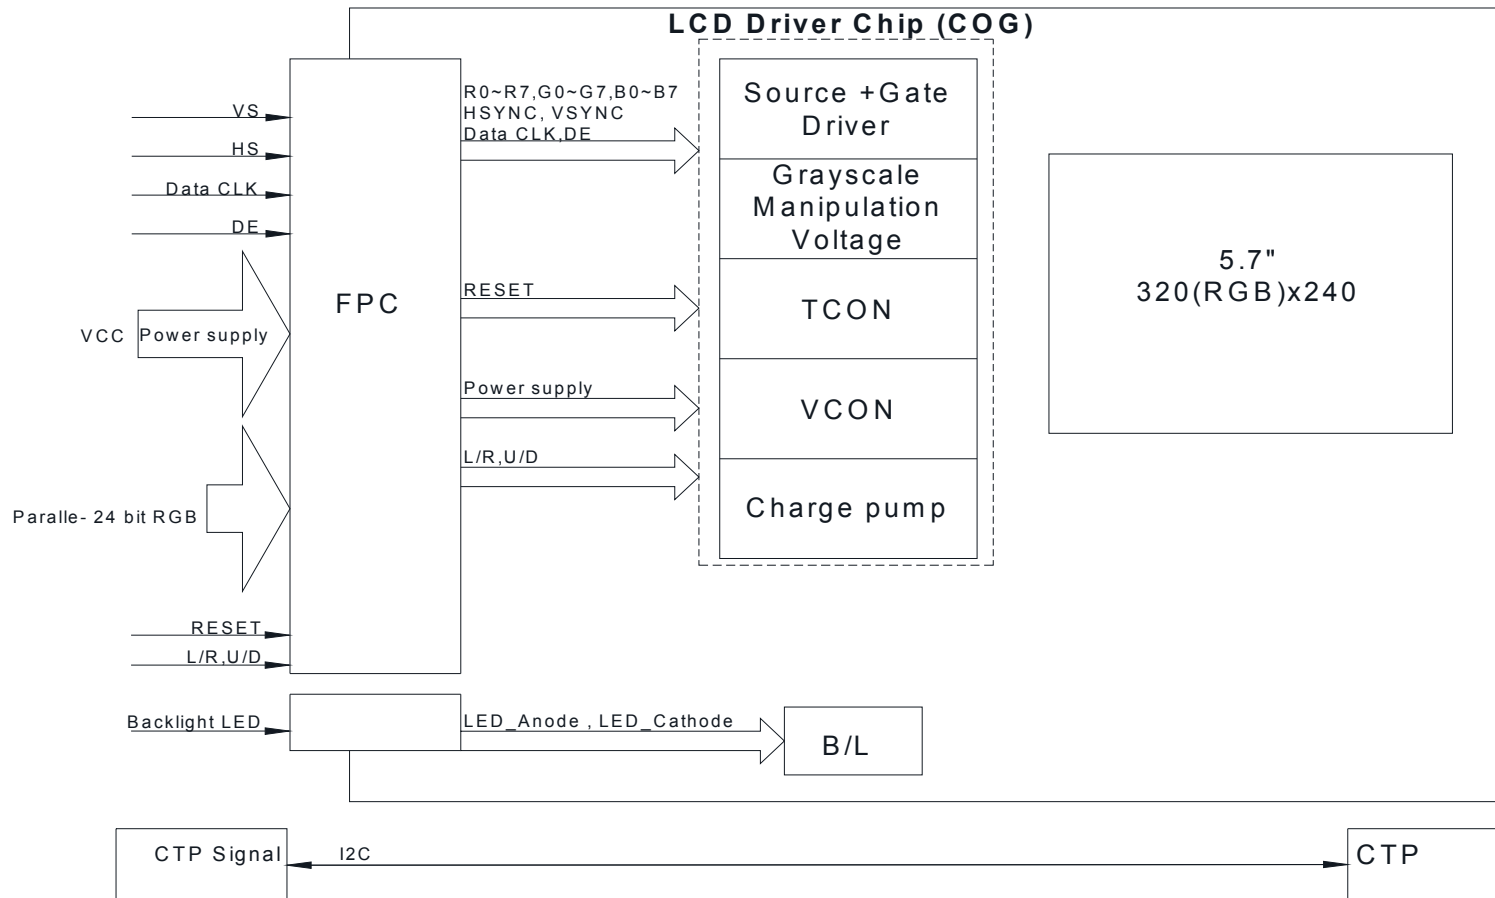 LCD Driver Chip (COG)
VS
HS
Data CLK
DE
VCC
Power supply
Paralle- 24 bit RGB
RESET
L/R,U/D
Backlight LED
FPC
R0~R7,G0~G7,B0~B7
HSYNC, VSYNC
Data CLK,DE
RESET
Power supply
L/R,U/D
LED_Anode , LED_Cathode
Source +Gate
Driver
Grayscale
Manipulation
Voltage
TCON
VCON
Charge pump
B/L
5.7"
320(RGB)x240
CTP Signal
I2C
CTP